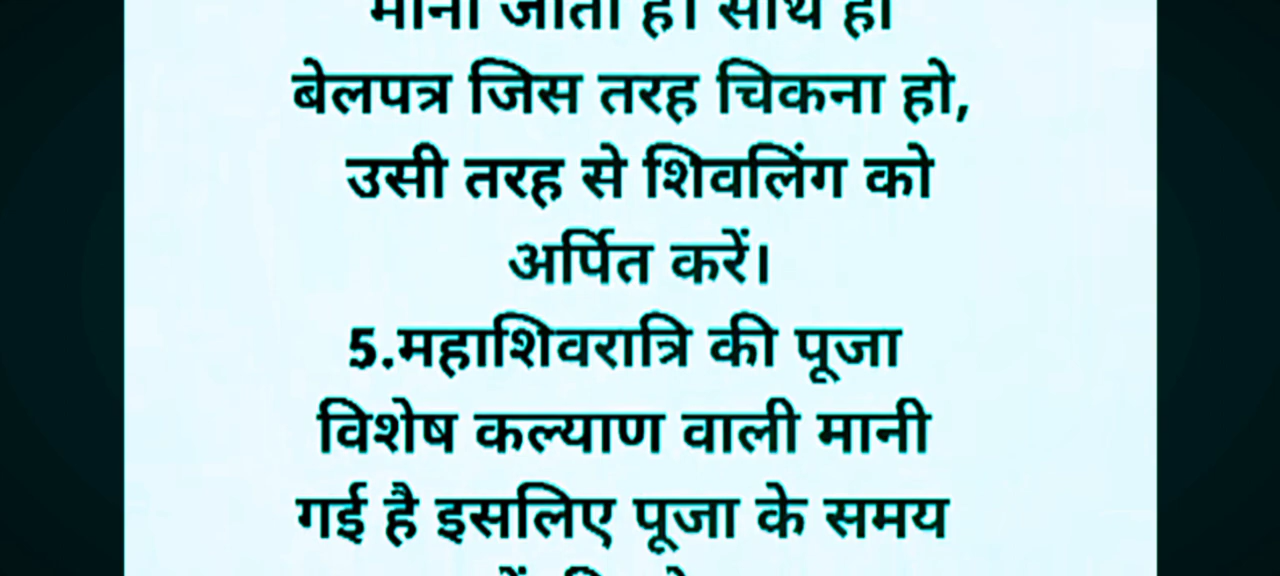 माना जाता है। साथ ही
बेलपत्र जिस तरह चिकना हो,
उसी तरह से शिवलिंग को
अर्पित करें।
5.महाशिवरात्रि की पूजा
विशेष कल्याण वाली मानी
गई है इसलिए पूजा के समय